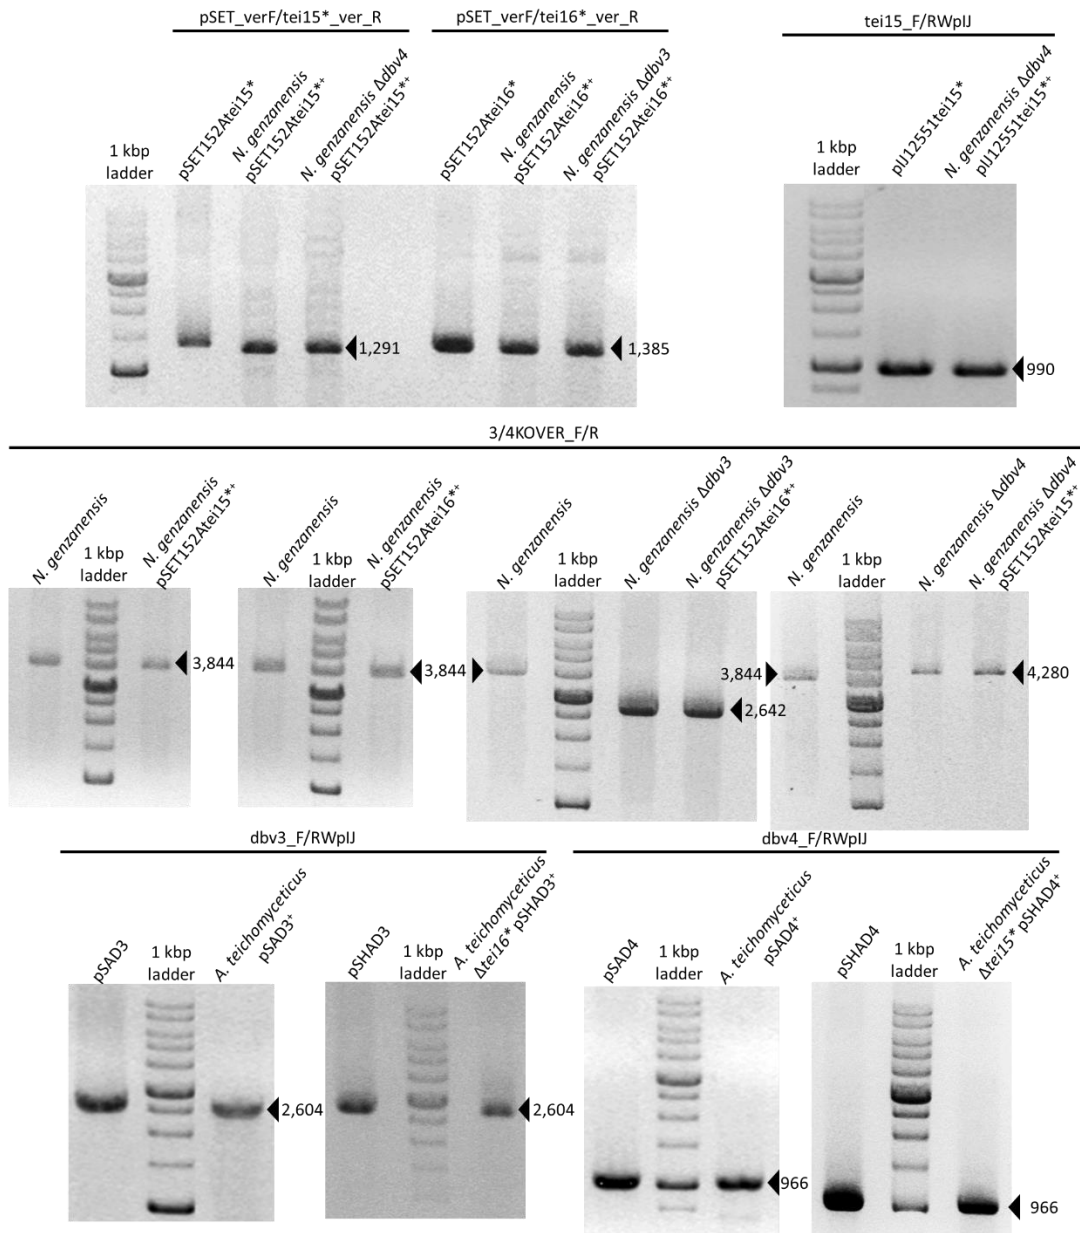 pSET_verF/tei15*_ver_R
pSET_verF/tei16*_ver_R
tei15_F/RWpIJ
1 kbp
ladder
pSET152Atei15*
N. genzanensis
pSET152Atei15*⁺
N. genzanensis Δdbv4
pSET152Atei15*⁺
pSET152Atei16*
N. genzanensis
pSET152Atei16*⁺
N. genzanensis Δdbv3
pSET152Atei16*⁺
1 kbp
ladder
pIJ12551tei15*
N. genzanensis Δdbv4
pIJ12551tei15*⁺
1,291
1,385
990
3/4KOVER_F/R
N. genzanensis
1 kbp
ladder
N. genzanensis
pSET152Atei15*⁺
N. genzanensis
1 kbp
ladder
N. genzanensis
pSET152Atei16*⁺
N. genzanensis
1 kbp
ladder
N. genzanensis Δdbv3
N. genzanensis Δdbv3
pSET152Atei16*⁺
N. genzanensis
1 kbp
ladder
N. genzanensis Δdbv4
N. genzanensis Δdbv4
pSET152Atei15*⁺
3,844
3,844
2,642
3,844
4,280
dbv3_F/RWpIJ
dbv4_F/RWpIJ
pSAD3
1 kbp
ladder
A. teichomyceticus
pSAD3⁺
pSHAD3
1 kbp
ladder
A. teichomyceticus
Δtei16* pSHAD3⁺
pSAD4
1 kbp
ladder
A. teichomyceticus
pSAD4⁺
pSHAD4
1 kbp
ladder
A. teichomyceticus
Δtei15* pSHAD4⁺
2,604
2,604
966
966